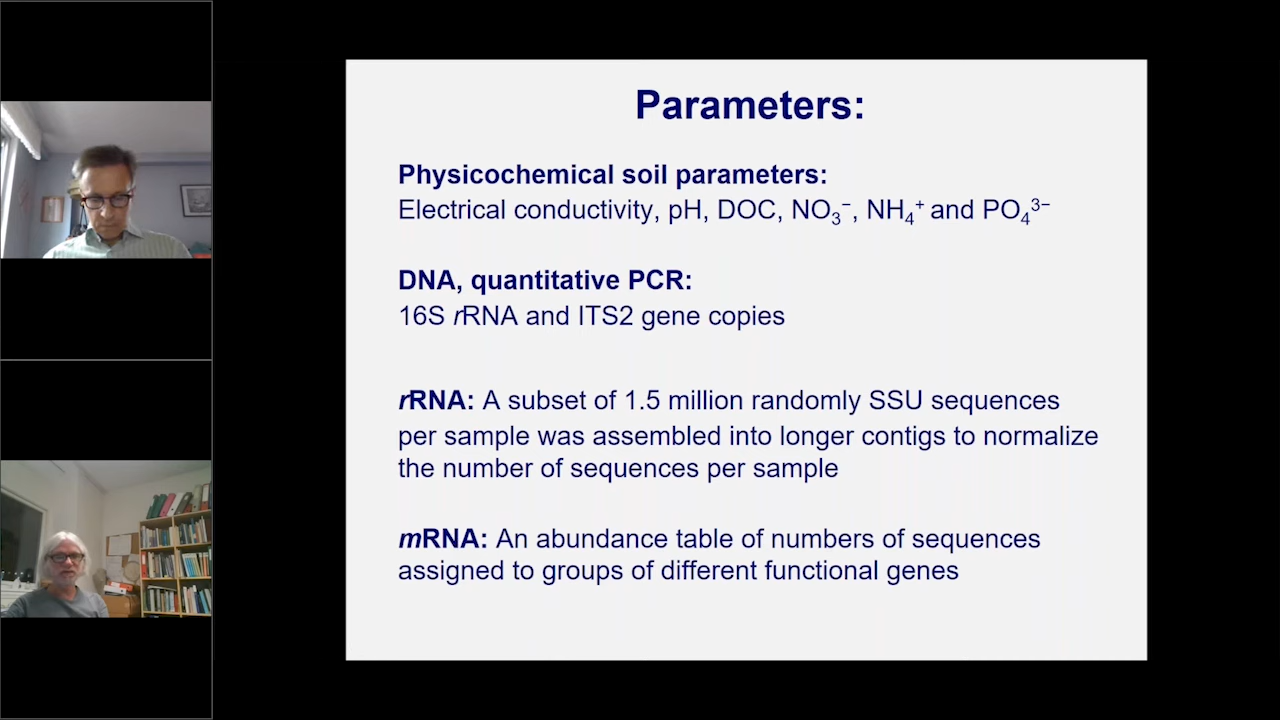 Parameters:
Physicochemical soil parameters:
Electrical conductivity, pH, DOC, NO₃⁻, NH₄⁺ and PO₄³⁻
DNA, quantitative PCR:
16S rRNA and ITS2 gene copies
rRNA: A subset of 1.5 million randomly SSU sequences
per sample was assembled into longer contigs to normalize
the number of sequences per sample
mRNA: An abundance table of numbers of sequences
assigned to groups of different functional genes